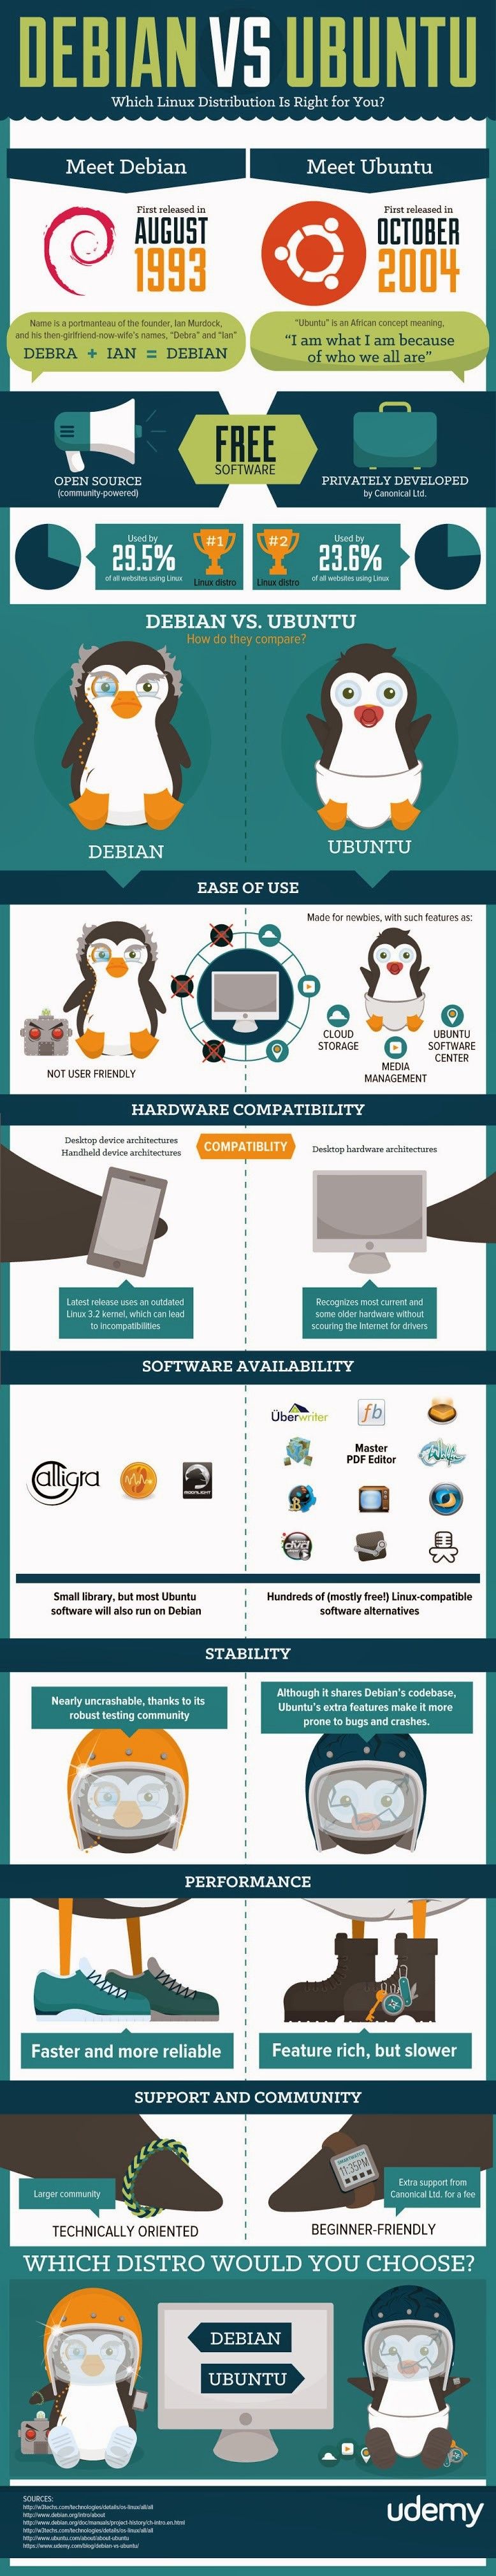 DEBIAN VS UBUNTU
Which Linux Distribution Is Right for You?
Meet Debian
Meet Ubuntu
First released in
AUGUST
1993
First released in
OCTOBER
2004
Name is a portmanteau of the founder, Ian Murdock,
and his then-girlfriend-now-wife's names, "Debra" and "Ian"
DEBRA + IAN = DEBIAN
"Ubuntu" is an African concept meaning,
"I am what I am because
of who we all are"
FREE
SOFTWARE
OPEN SOURCE
(community-powered)
PRIVATELY DEVELOPED
by Canonical Ltd.
Used by
29.5%
of all websites using Linux
#1
Linux distro
#2
Linux distro
Used by
23.6%
of all websites using Linux
DEBIAN VS. UBUNTU
How do they compare?
DEBIAN
UBUNTU
EASE OF USE
Made for newbies, with such features as:
NOT USER FRIENDLY
CLOUD
STORAGE
MEDIA
MANAGEMENT
UBUNTU
SOFTWARE
CENTER
HARDWARE COMPATIBILITY
Desktop device architectures
Handheld device architectures
COMPATIBLITY
Desktop hardware architectures
Latest release uses an outdated
Linux 3.2 kernel, which can lead
to incompatibilities
Recognizes most current and
some older hardware without
scouring the Internet for drivers
SOFTWARE AVAILABILITY
Calligra
MOONLIGHT
ÜberWriter
fb
Master
PDF Editor
dvd
Small library, but most Ubuntu
software will also run on Debian
Hundreds of (mostly free!) Linux-compatible
software alternatives
STABILITY
Nearly uncrashable, thanks to its
robust testing community
Although it shares Debian's codebase,
Ubuntu's extra features make it more
prone to bugs and crashes.
PERFORMANCE
Faster and more reliable
Feature rich, but slower
SUPPORT AND COMMUNITY
Larger community
TECHNICALLY ORIENTED
SMARTWATCH
11:35PM
Extra support from
Canonical Ltd. for a fee
BEGINNER-FRIENDLY
WHICH DISTRO WOULD YOU CHOOSE?
DEBIAN
UBUNTU
SOURCES:
http://w3techs.com/technologies/details/os-linux/all/all
http://www.debian.org/intro/about
http://www.debian.org/doc/manuals/project-history/ch-intro.en.html
http://w3techs.com/technologies/details/os-linux/all/all
http://www.ubuntu.com/about/about-ubuntu
https://www.udemy.com/blog/debian-vs-ubuntu/
udemy